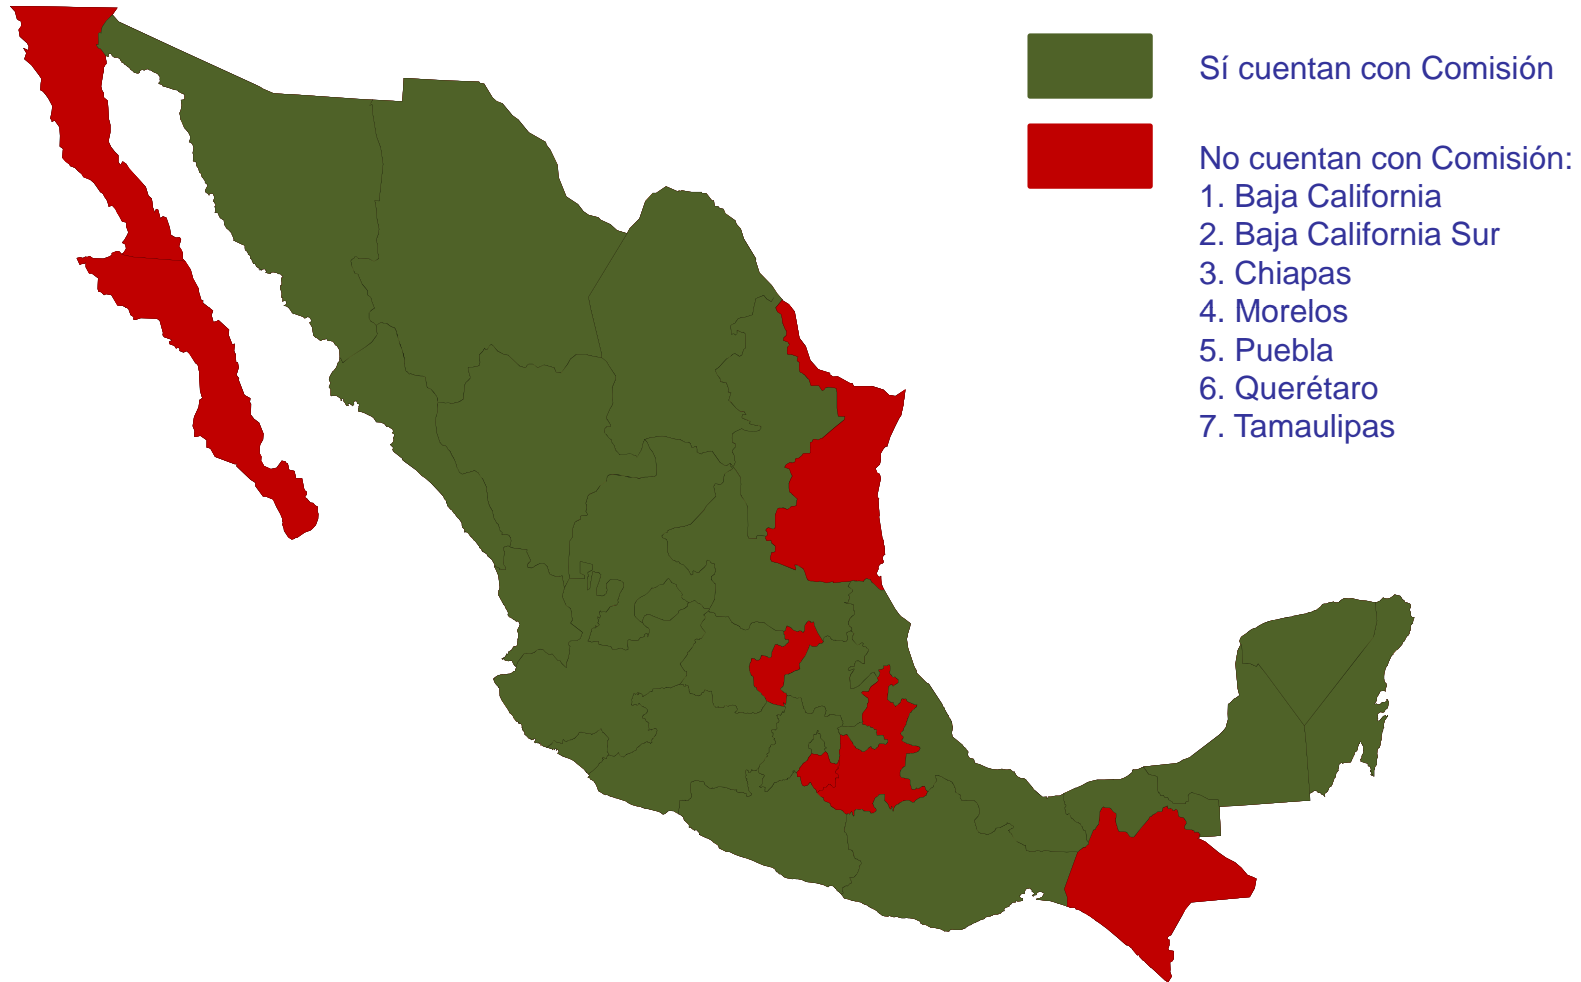 Sí cuentan con Comisión
No cuentan con Comisión:
1. Baja California
2. Baja California Sur
3. Chiapas
4. Morelos
5. Puebla
6. Querétaro
7. Tamaulipas